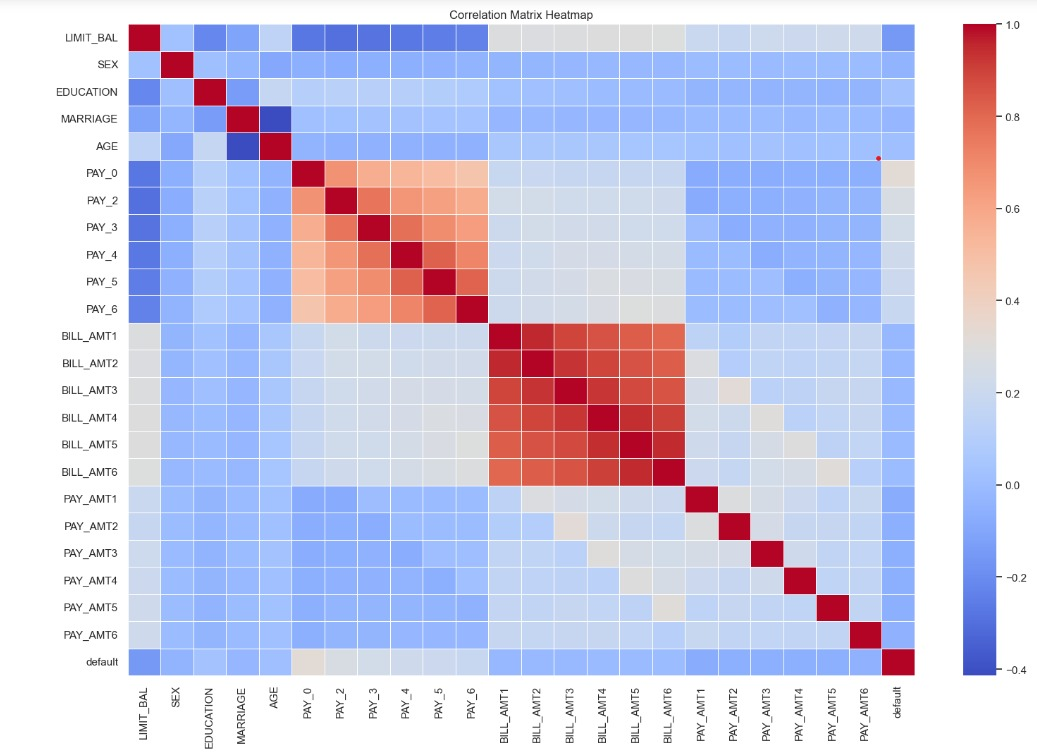 Correlation Matrix Heatmap
LIMIT_BAL
SEX
EDUCATION
MARRIAGE
AGE
PAY_0
PAY_2
PAY_3
PAY_4
PAY_5
PAY_6
BILL_AMT1
BILL_AMT2
BILL_AMT3
BILL_AMT4
BILL_AMT5
BILL_AMT6
PAY_AMT1
PAY_AMT2
PAY_AMT3
PAY_AMT4
PAY_AMT5
PAY_AMT6
default
LIMIT_BAL
SEX
EDUCATION
MARRIAGE
AGE
PAY_0
PAY_2
PAY_3
PAY_4
PAY_5
PAY_6
BILL_AMT1
BILL_AMT2
BILL_AMT3
BILL_AMT4
BILL_AMT5
BILL_AMT6
PAY_AMT1
PAY_AMT2
PAY_AMT3
PAY_AMT4
PAY_AMT5
PAY_AMT6
default
1.0
0.8
0.6
0.4
0.2
0.0
−0.2
−0.4